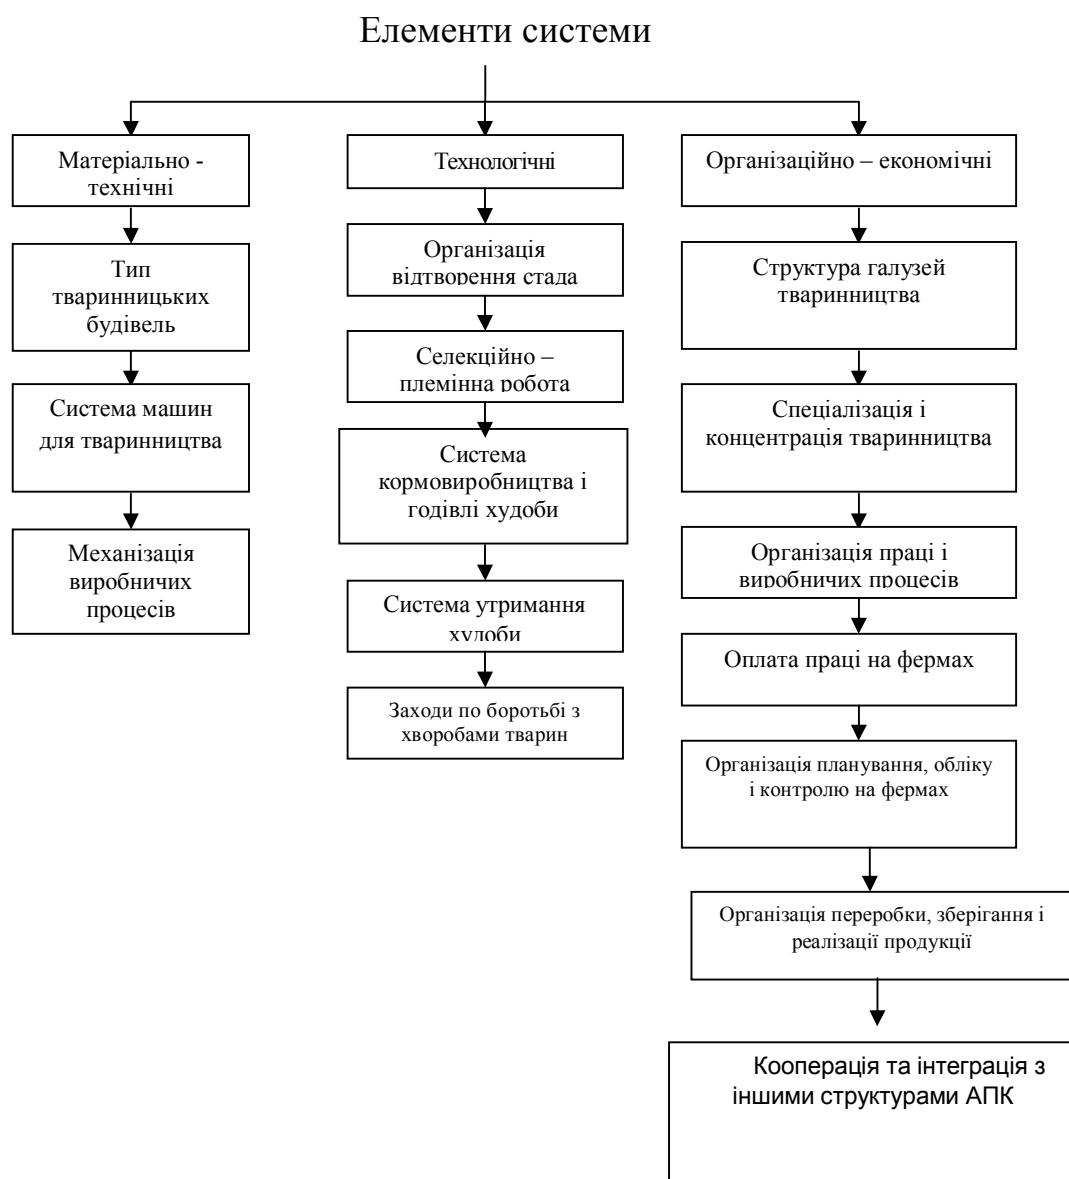 Елементи системи
Матеріально -
технічні
Тип
тваринницьких
будівель
Система машин
для тваринництва
Механізація
виробничих
процесів
Технологічні
Організація
відтворення стада
Селекційно –
племінна робота
Система
кормовиробництва і
годівлі худоби
Система утримання
худоби
Заходи по боротьбі з
хворобами тварин
Організаційно – економічні
Структура галузей
тваринництва
Спеціалізація і
концентрація тваринництва
Організація праці і
виробничих процесів
Оплата праці на фермах
Організація планування, обліку
і контролю на фермах
Організація переробки, зберігання і
реалізації продукції
Кооперація та інтеграція з
іншими структурами АПК